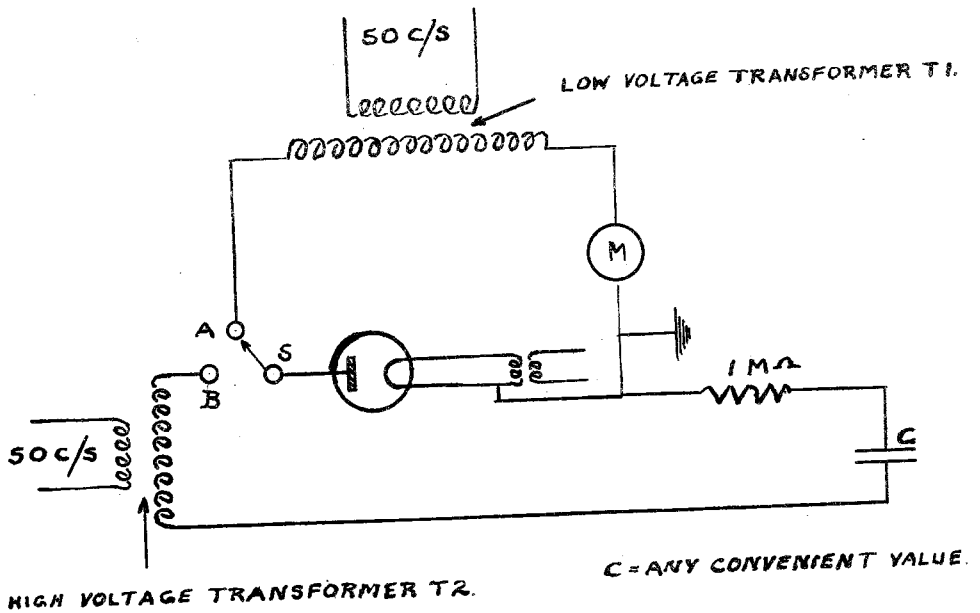 50 C/S
LOW VOLTAGE TRANSFORMER T1.
M
A
S
B
1 MΩ
50 C/S
C
C = ANY CONVENIENT VALUE.
HIGH VOLTAGE TRANSFORMER T2.